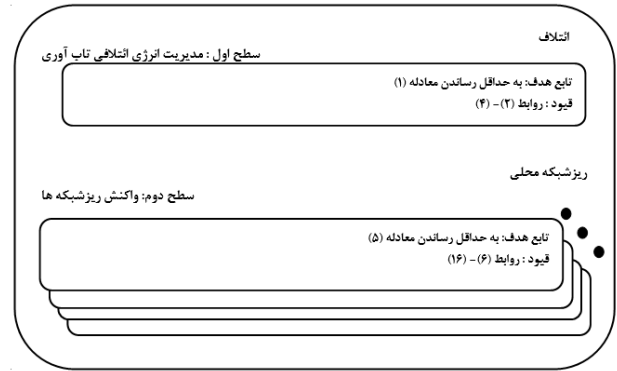 ائتلاف
سطح اول : مدیریت انرژی ائتلافی تاب آوری
تابع هدف: به حداقل رساندن معادله (۱)
قیود : روابط (۲) - (۴)
ریزشبکه محلی
سطح دوم: واکنش ریزشبکه ها
تابع هدف: به حداقل رساندن معادله (۵)
قیود : روابط (۶) - (۱۶)